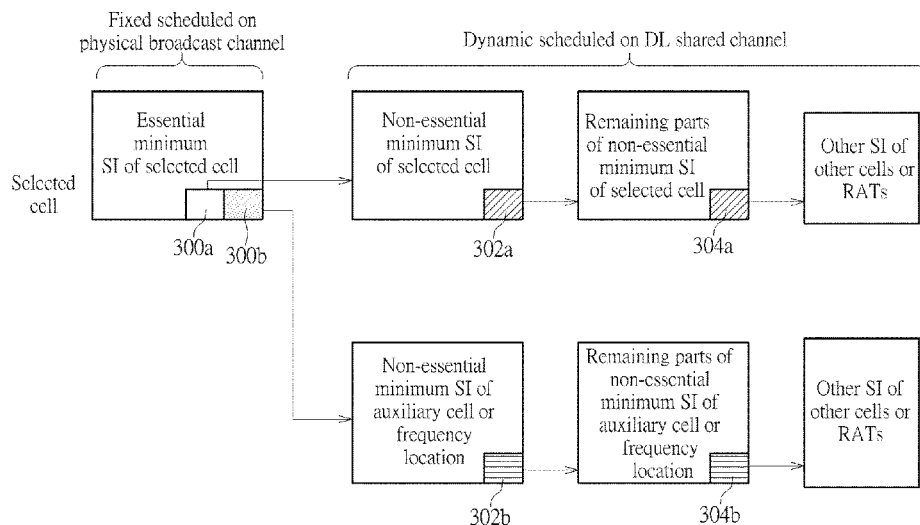 Fixed scheduled on
physical broadcast channel
Dynamic scheduled on DL shared channel
Selected
cell
Essential
minimum
SI of selected cell
300a
300b
Non-essential
minimum SI
of selected cell
302a
Remaining parts
of non-essential
minimum SI
of selected cell
304a
Other SI of
other cells or
RATs
Non-essential
minimum SI of
auxiliary cell or
frequency
location
302b
Remaining parts of
non-essential
minimum SI of
auxiliary cell or
frequency
location
304b
Other SI of
other cells or
RATs